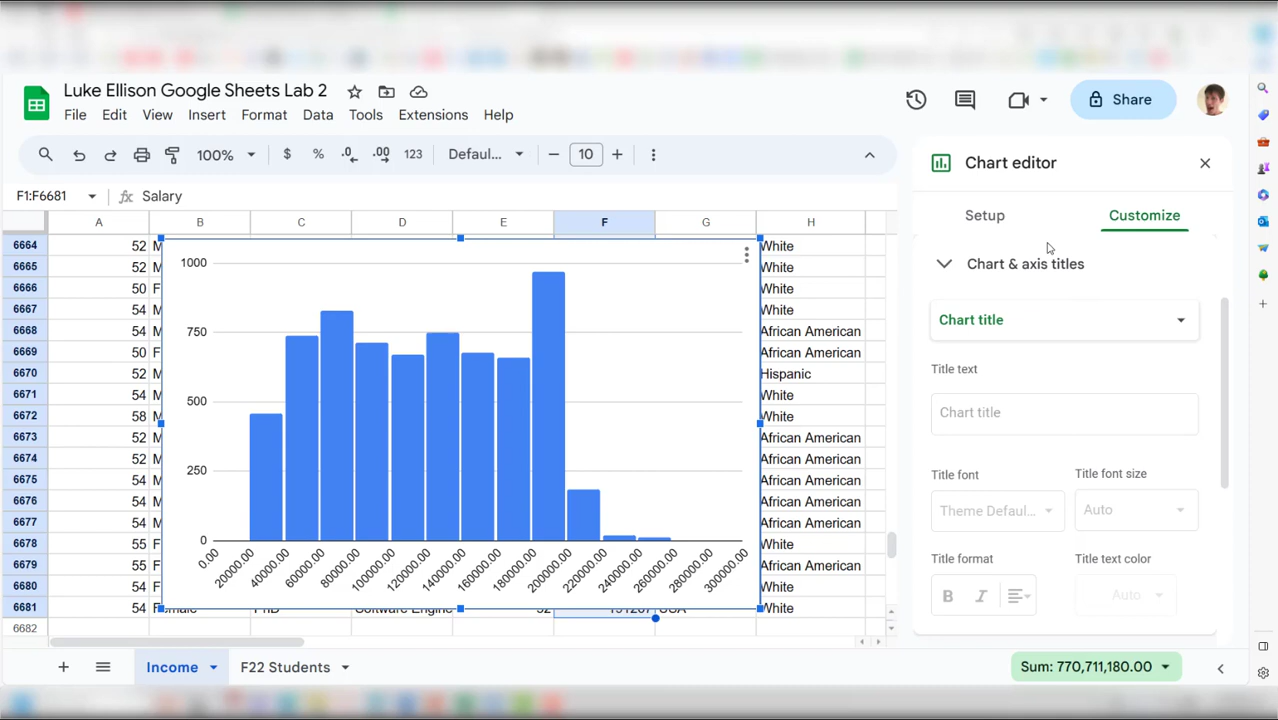 Luke Ellison Google Sheets Lab 2
Share
File Edit View Insert Format Data Tools Extensions Help
100% $ % .0 .00 123 Defaul... 10
F1:F6681 fx Salary
Chart editor
Setup Customize
A B C D E F G H
6664 52 M White
6665 52 M White
6666 50 F White
6667 54 M White
6668 54 M African American
6669 50 F African American
6670 52 M Hispanic
6671 54 M White
6672 58 M White
6673 52 M African American
6674 52 M African American
6675 54 M African American
6676 54 M African American
6677 54 M African American
6678 55 F White
6679 55 F African American
6680 54 F White
6681 54 Female PhD Software Engine 191267 USA White
6682
1000
750
500
250
0
0.00 20000.00 40000.00 60000.00 80000.00 100000.00 120000.00 140000.00 160000.00 180000.00 200000.00 220000.00 240000.00 260000.00 280000.00 300000.00
Chart & axis titles
Chart title
Title text
Chart title
Title font Title font size
Theme Defaul... Auto
Title format Title text color
B I Auto
Income F22 Students Sum: 770,711,180.00